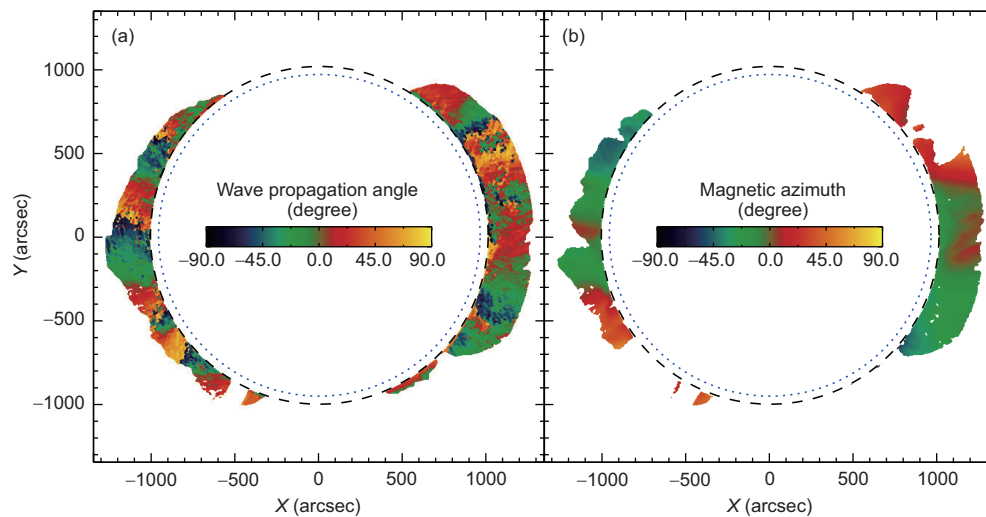 (a)
(b)
1000
500
0
−500
−1000
Y (arcsec)
Wave propagation angle
(degree)
−90.0 −45.0 0.0 45.0 90.0
Magnetic azimuth
(degree)
−90.0 −45.0 0.0 45.0 90.0
−1000 −500 0 500 1000
X (arcsec)
−1000 −500 0 500 1000
X (arcsec)